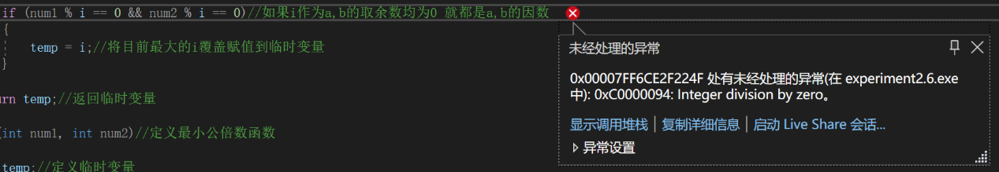 if (num1 % i == 0 && num2 % i == 0)//如果i作为a,b的取余数均为0 就都是a,b的因数
{
temp = i;//将目前最大的i覆盖赋值到临时变量
}
urn temp;//返回临时变量
(int num1, int num2)//定义最小公倍数函数
temp;//定义临时变量
未经处理的异常
0x00007FF6CE2F224F 处有未经处理的异常(在 experiment2.6.exe
中): 0xC0000094: Integer division by zero。
显示调用堆栈 | 复制详细信息 | 启动 Live Share 会话...
异常设置